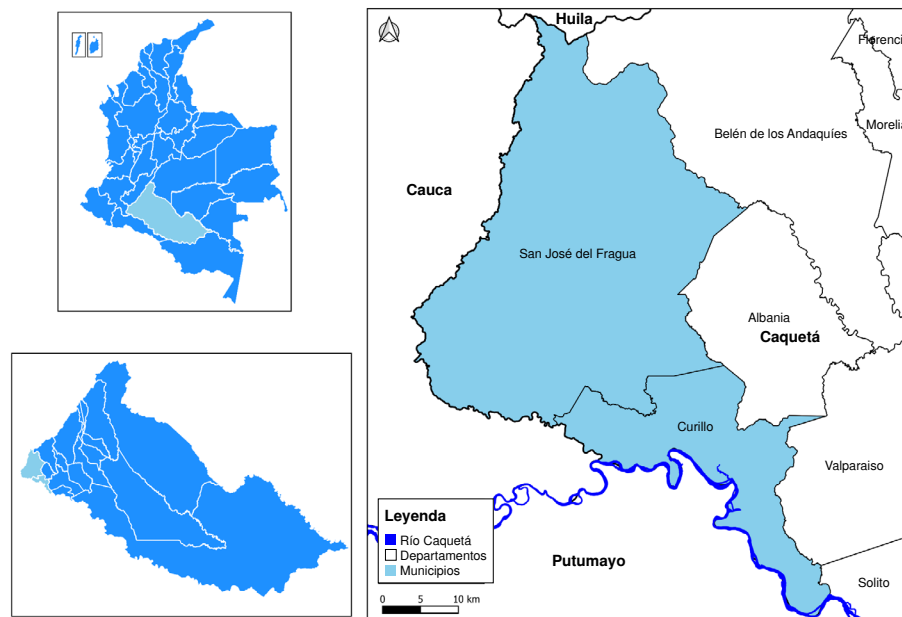 Huila
Florenci
Belén de los Andaquíes
Morelia
Cauca
San José del Fragua
Albania
Caquetá
Curillo
Valparaiso
Leyenda
Río Caquetá
Departamentos
Municipios
Putumayo
Solito
0 5 10 km